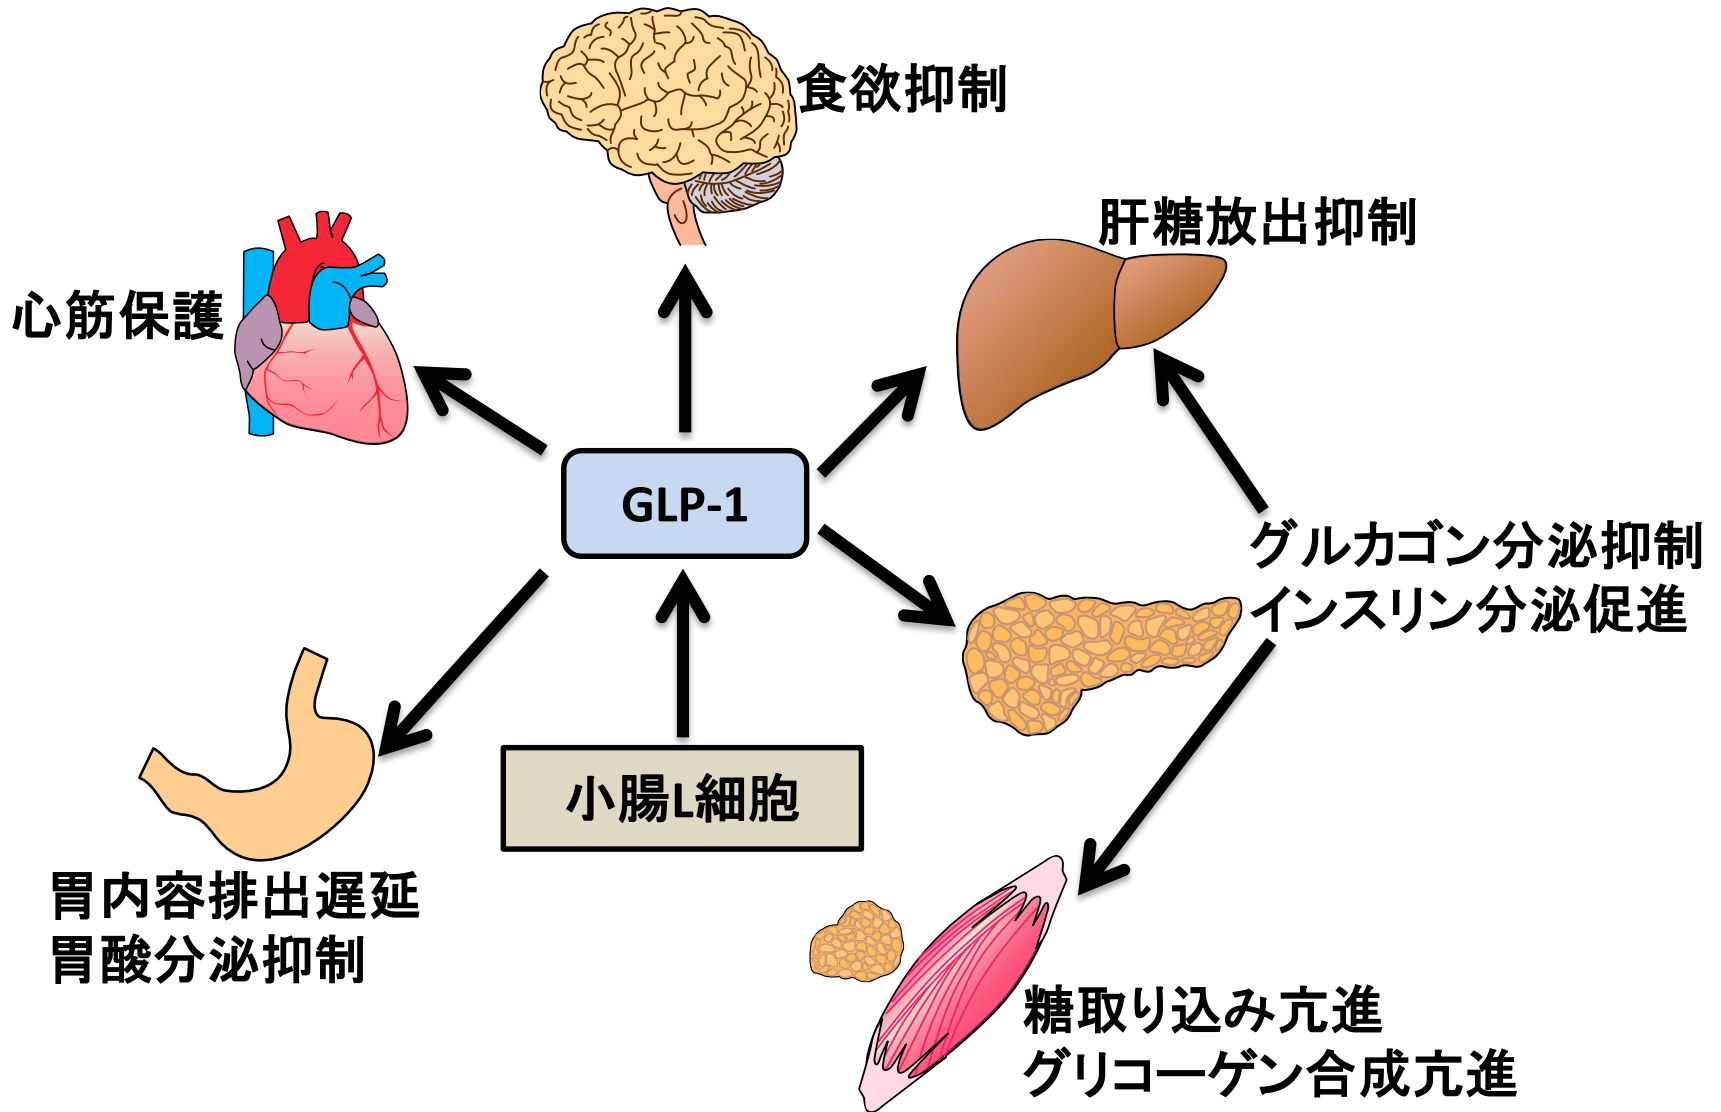 食欲抑制
肝糖放出抑制
心筋保護
GLP-1
グルカゴン分泌抑制
インスリン分泌促進
小腸L細胞
胃内容排出遅延
胃酸分泌抑制
糖取り込み亢進
グリコーゲン合成亢進